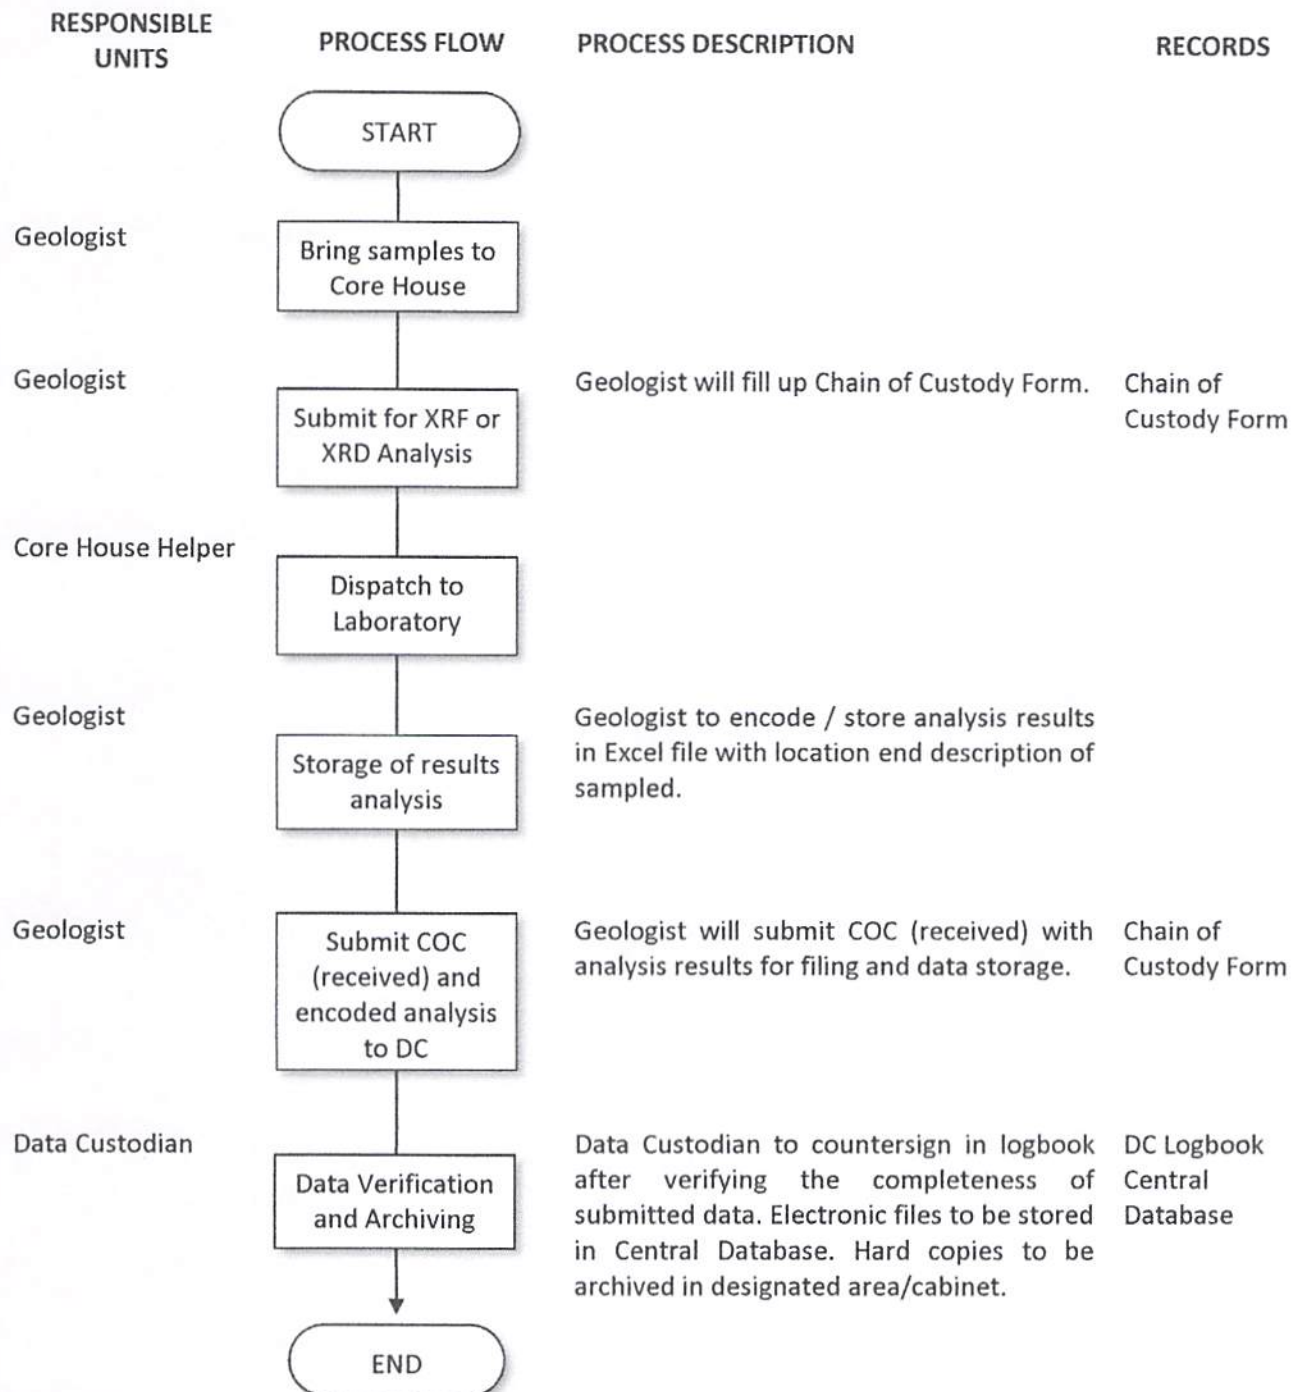 RESPONSIBLE
UNITS
PROCESS FLOW
PROCESS DESCRIPTION
RECORDS
START
Geologist
Bring samples to
Core House
Geologist
Submit for XRF or
XRD Analysis
Geologist will fill up Chain of Custody Form.
Chain of
Custody Form
Core House Helper
Dispatch to
Laboratory
Geologist
Storage of results
analysis
Geologist to encode / store analysis results
in Excel file with location end description of
sampled.
Geologist
Submit COC
(received) and
encoded analysis
to DC
Geologist will submit COC (received) with
analysis results for filing and data storage.
Chain of
Custody Form
Data Custodian
Data Verification
and Archiving
Data Custodian to countersign in logbook
after verifying the completeness of
submitted data. Electronic files to be stored
in Central Database. Hard copies to be
archived in designated area/cabinet.
DC Logbook
Central
Database
END